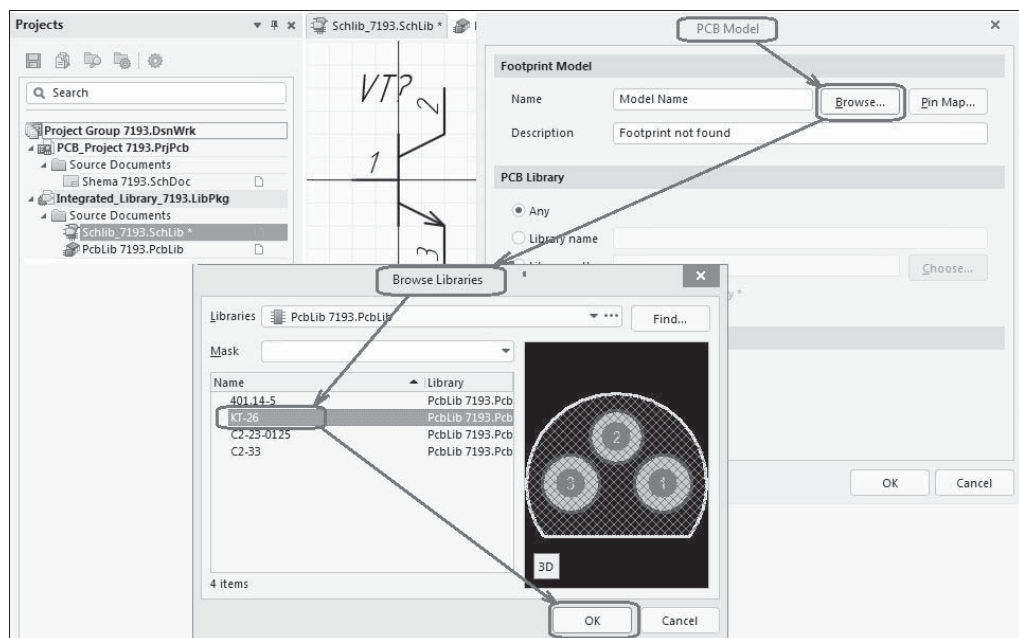 Projects
Search
Project Group 7193.DsnWrk
PCB_Project 7193.PrjPcb
Source Documents
Shema 7193.SchDoc
Integrated_Library_7193.LibPkg
Source Documents
Schlib_7193.SchLib *
PcbLib 7193.PcbLib
Schlib_7193.SchLib *
VT?
2
1
3
PCB Model
Footprint Model
Name
Model Name
Browse...
Pin Map...
Description
Footprint not found
PCB Library
Any
Library name
Choose...
OK
Cancel
Browse Libraries
Libraries
PcbLib 7193.PcbLib
Find...
Mask
Name
Library
401.14-5
PcbLib 7193.Pcb
KT-26
PcbLib 7193.Pcb
C2-23-0125
PcbLib 7193.Pcb
C2-33
PcbLib 7193.Pcb
2
3
1
3D
4 items
OK
Cancel